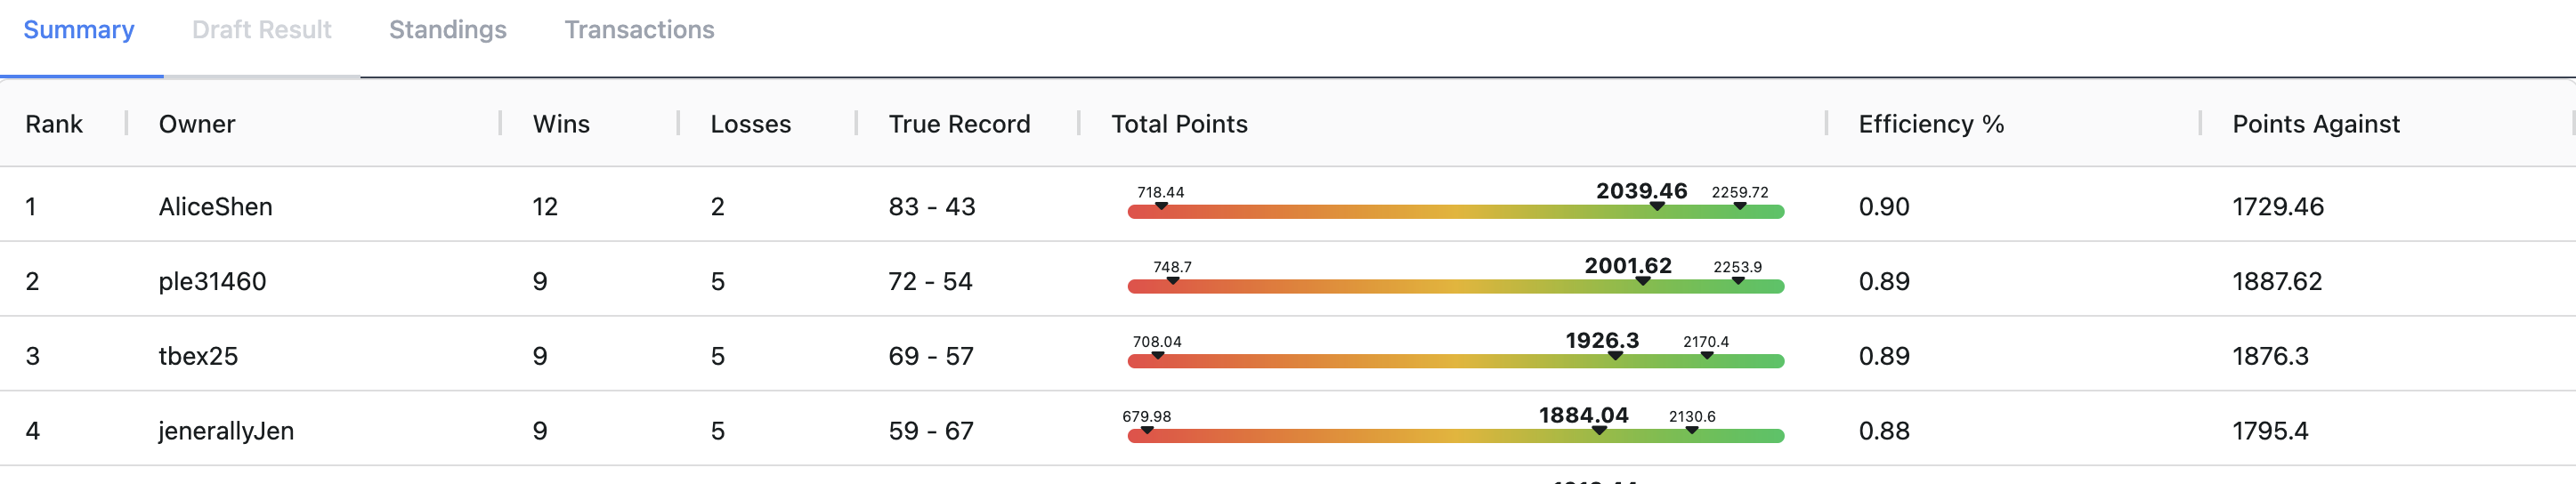 Summary Draft Result Standings Transactions
Rank Owner Wins Losses True Record Total Points Efficiency % Points Against
1 AliceShen 12 2 83 - 43 718.44 2039.46 2259.72 0.90 1729.46
2 ple31460 9 5 72 - 54 748.7 2001.62 2253.9 0.89 1887.62
3 tbex25 9 5 69 - 57 708.04 1926.3 2170.4 0.89 1876.3
4 jenerallyJen 9 5 59 - 67 679.98 1884.04 2130.6 0.88 1795.4